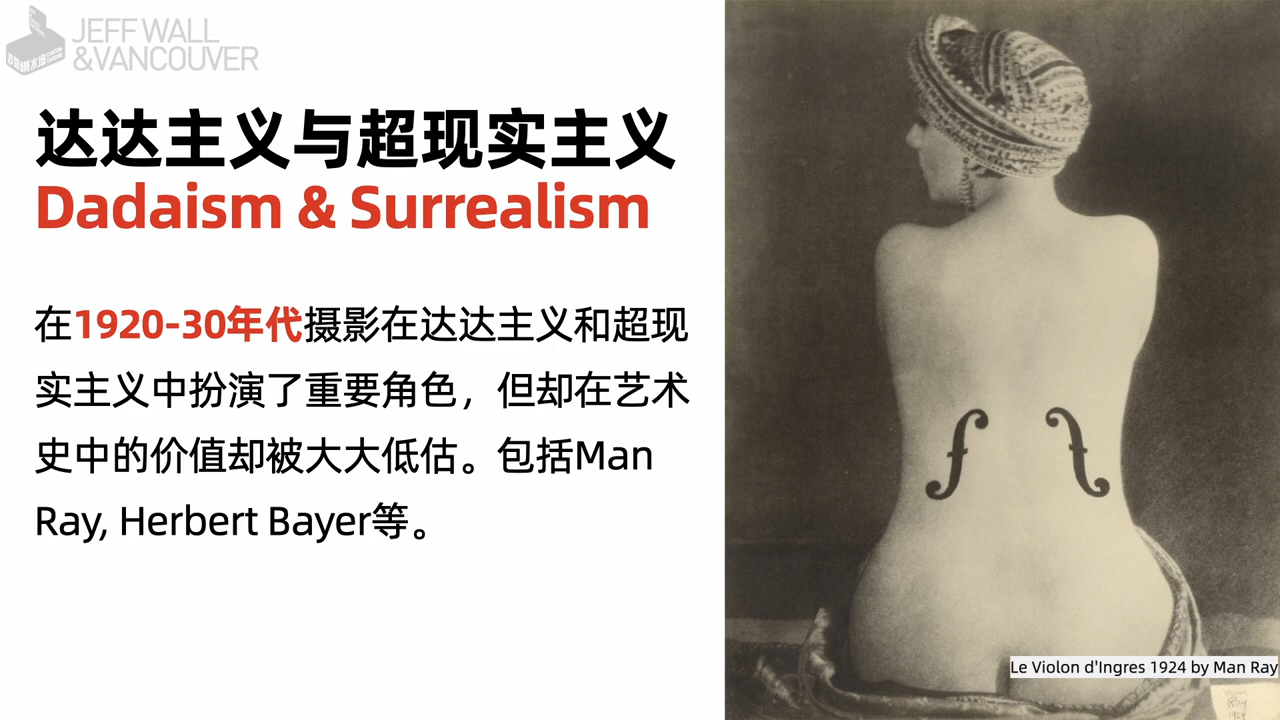 JEFF WALL
&VANCOUVER
达达主义与超现实主义
Dadaism & Surrealism
在1920-30年代摄影在达达主义和超现
实主义中扮演了重要角色，但却在艺术
史中的价值却被大大低估。包括Man
Ray, Herbert Bayer等。
Le Violon d'Ingres 1924 by Man Ray
Man
Ray
1924